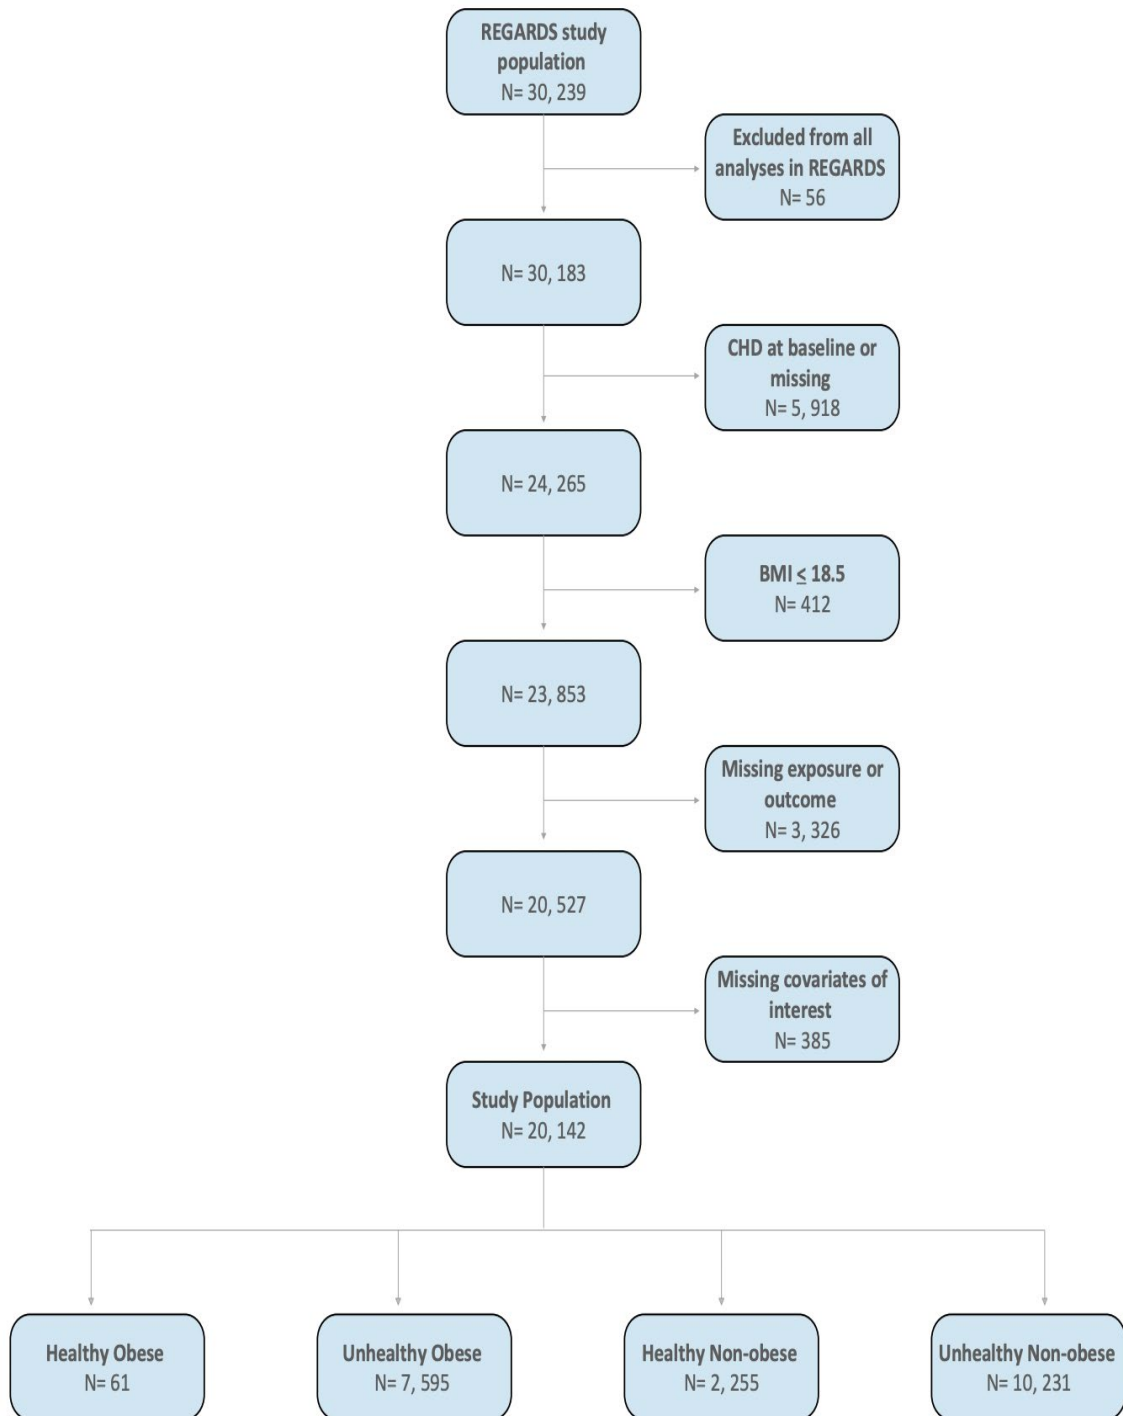 REGARDS study
population
N= 30, 239
Excluded from all
analyses in REGARDS
N= 56
N= 30, 183
CHD at baseline or
missing
N= 5, 918
N= 24, 265
BMI ≤ 18.5
N= 412
N= 23, 853
Missing exposure or
outcome
N= 3, 326
N= 20, 527
Missing covariates of
interest
N= 385
Study Population
N= 20, 142
Healthy Obese
N= 61
Unhealthy Obese
N= 7, 595
Healthy Non-obese
N= 2, 255
Unhealthy Non-obese
N= 10, 231